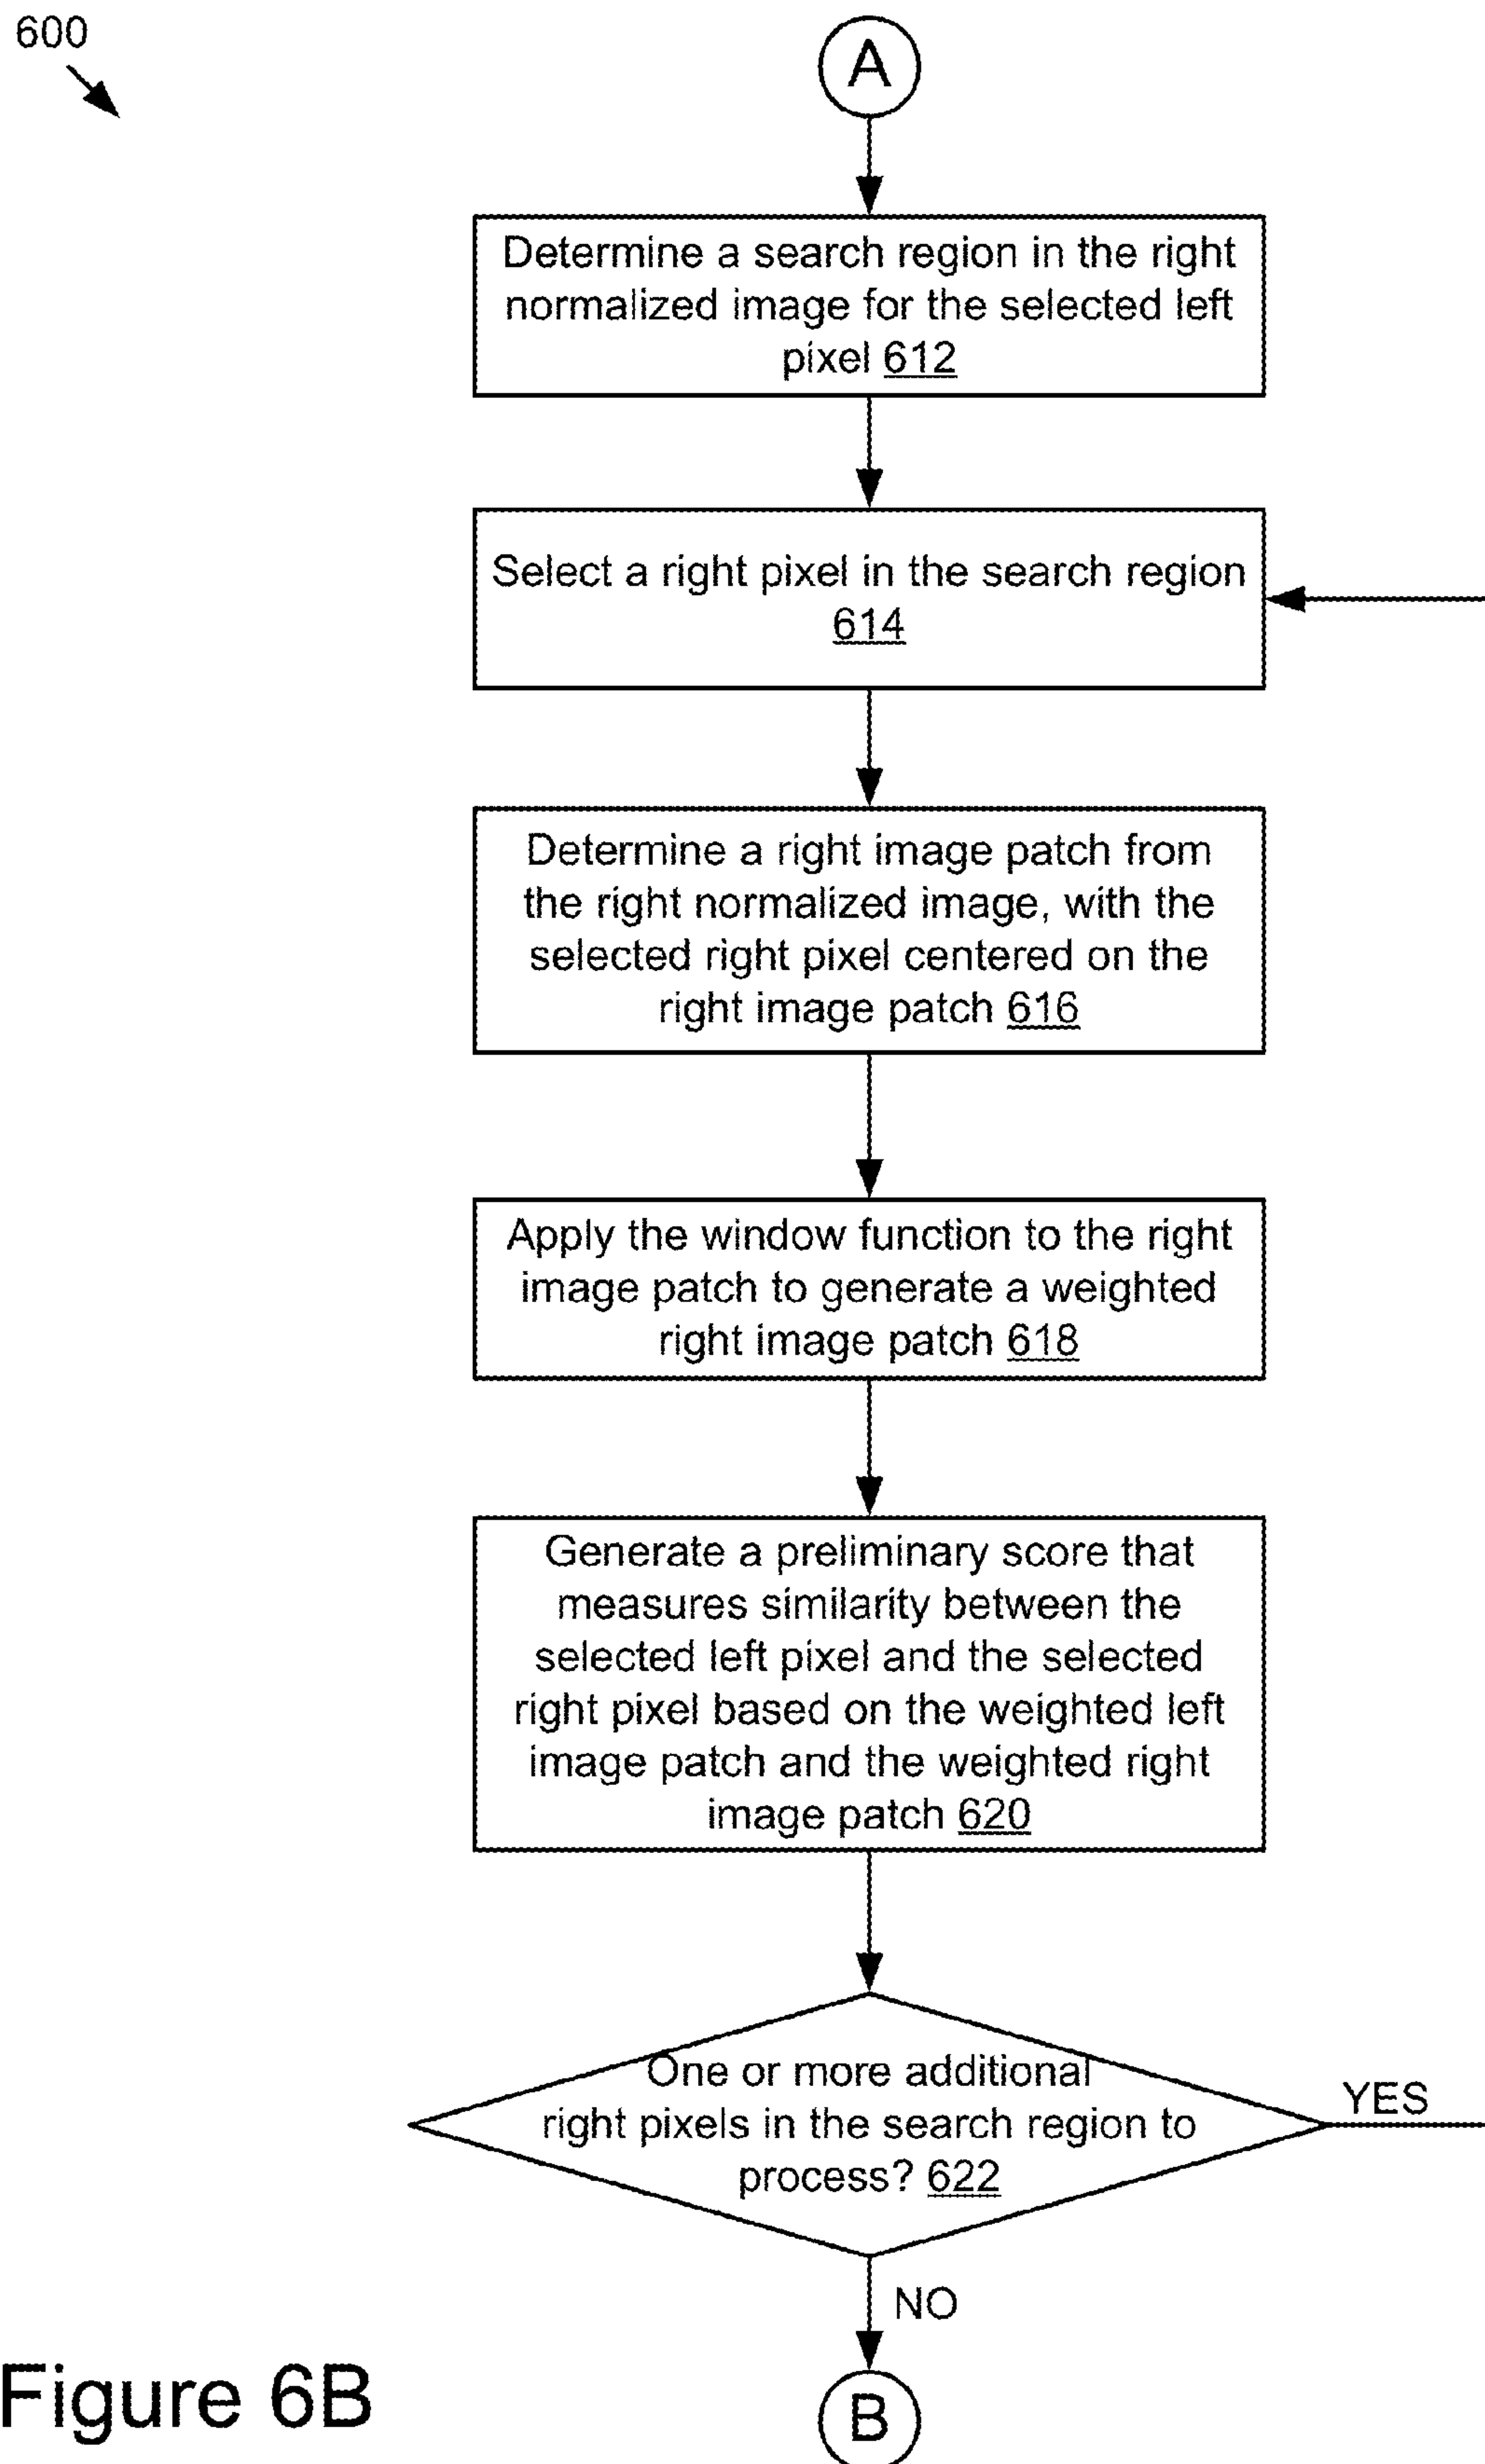 600
A
Determine a search region in the right
normalized image for the selected left
pixel 612
Select a right pixel in the search region
614
Determine a right image patch from
the right normalized image, with the
selected right pixel centered on the
right image patch 616
Apply the window function to the right
image patch to generate a weighted
right image patch 618
Generate a preliminary score that
measures similarity between the
selected left pixel and the selected
right pixel based on the weighted left
image patch and the weighted right
image patch 620
One or more additional
right pixels in the search region to
process? 622
YES
NO
B
Figure 6B